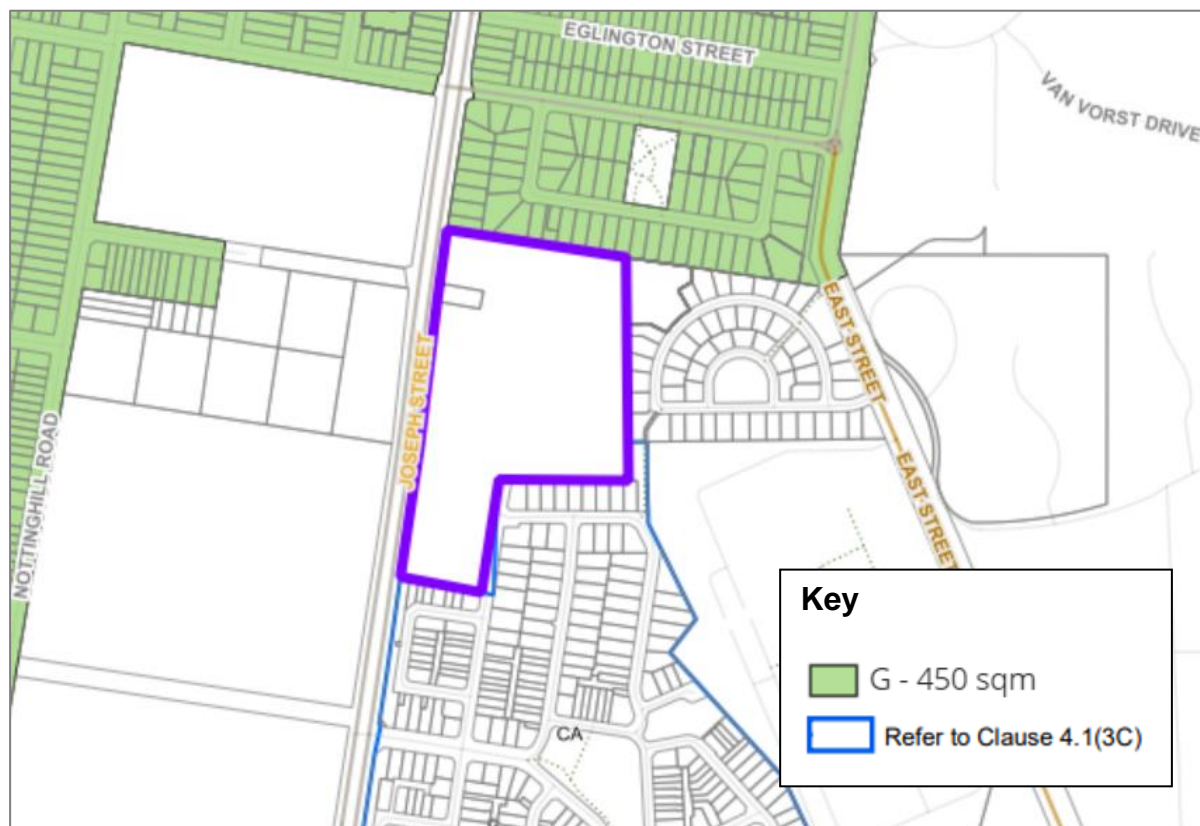 EGLINGTON STREET
VAN VORST DRIVE
EAST STREET
JOSEPH STREET
NOTTINGHILL ROAD
EAST STREET
CA
Key
G - 450 sqm
Refer to Clause 4.1(3C)